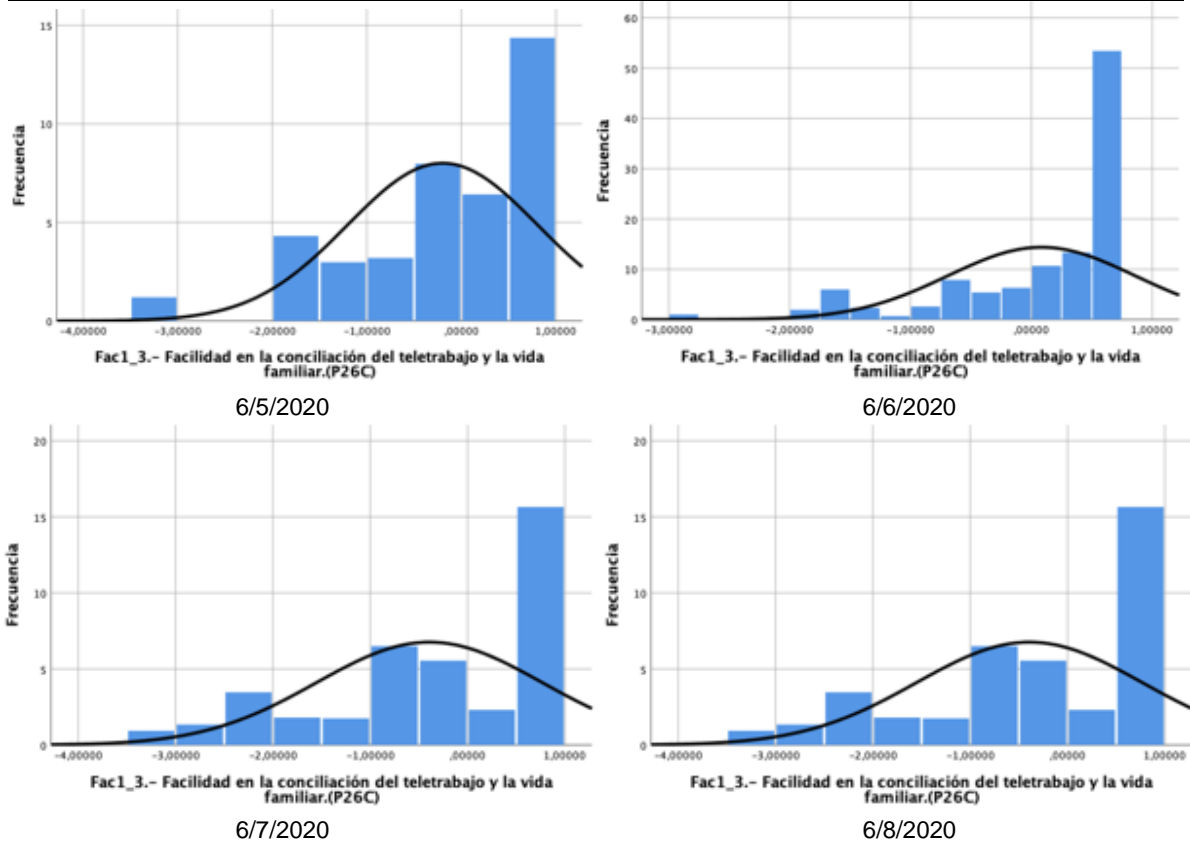 15
10
5
0
Frecuencia
-4,00000 -3,00000 -2,00000 -1,00000 ,00000 1,00000
Fac1_3.- Facilidad en la conciliación del teletrabajo y la vida
familiar.(P26C)
6/5/2020
60
50
40
30
20
10
0
Frecuencia
-3,00000 -2,00000 -1,00000 ,00000 1,00000
Fac1_3.- Facilidad en la conciliación del teletrabajo y la vida
familiar.(P26C)
6/6/2020
20
15
10
5
0
Frecuencia
-4,00000 -3,00000 -2,00000 -1,00000 ,00000 1,00000
Fac1_3.- Facilidad en la conciliación del teletrabajo y la vida
familiar.(P26C)
6/7/2020
20
15
10
5
0
Frecuencia
-4,00000 -3,00000 -2,00000 -1,00000 ,00000 1,00000
Fac1_3.- Facilidad en la conciliación del teletrabajo y la vida
familiar.(P26C)
6/8/2020